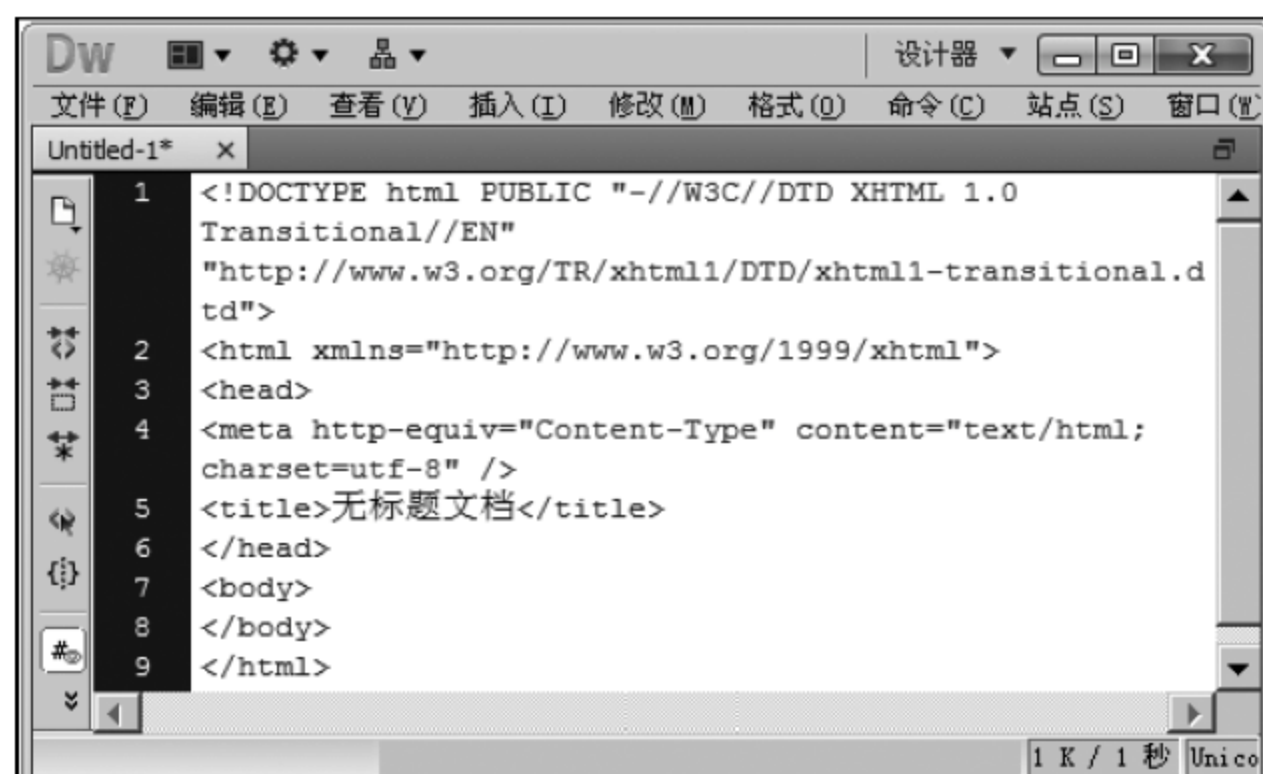 Dw 设计器
文件(F) 编辑(E) 查看(V) 插入(I) 修改(M) 格式(O) 命令(C) 站点(S) 窗口(W)
Untitled-1* ×
1 <!DOCTYPE html PUBLIC "-//W3C//DTD XHTML 1.0
Transitional//EN"
"http://www.w3.org/TR/xhtml1/DTD/xhtml1-transitional.d
td">
2 <html xmlns="http://www.w3.org/1999/xhtml">
3 <head>
4 <meta http-equiv="Content-Type" content="text/html;
charset=utf-8" />
5 <title>无标题文档</title>
6 </head>
7 <body>
8 </body>
9 </html>
1 K / 1 秒 Unico